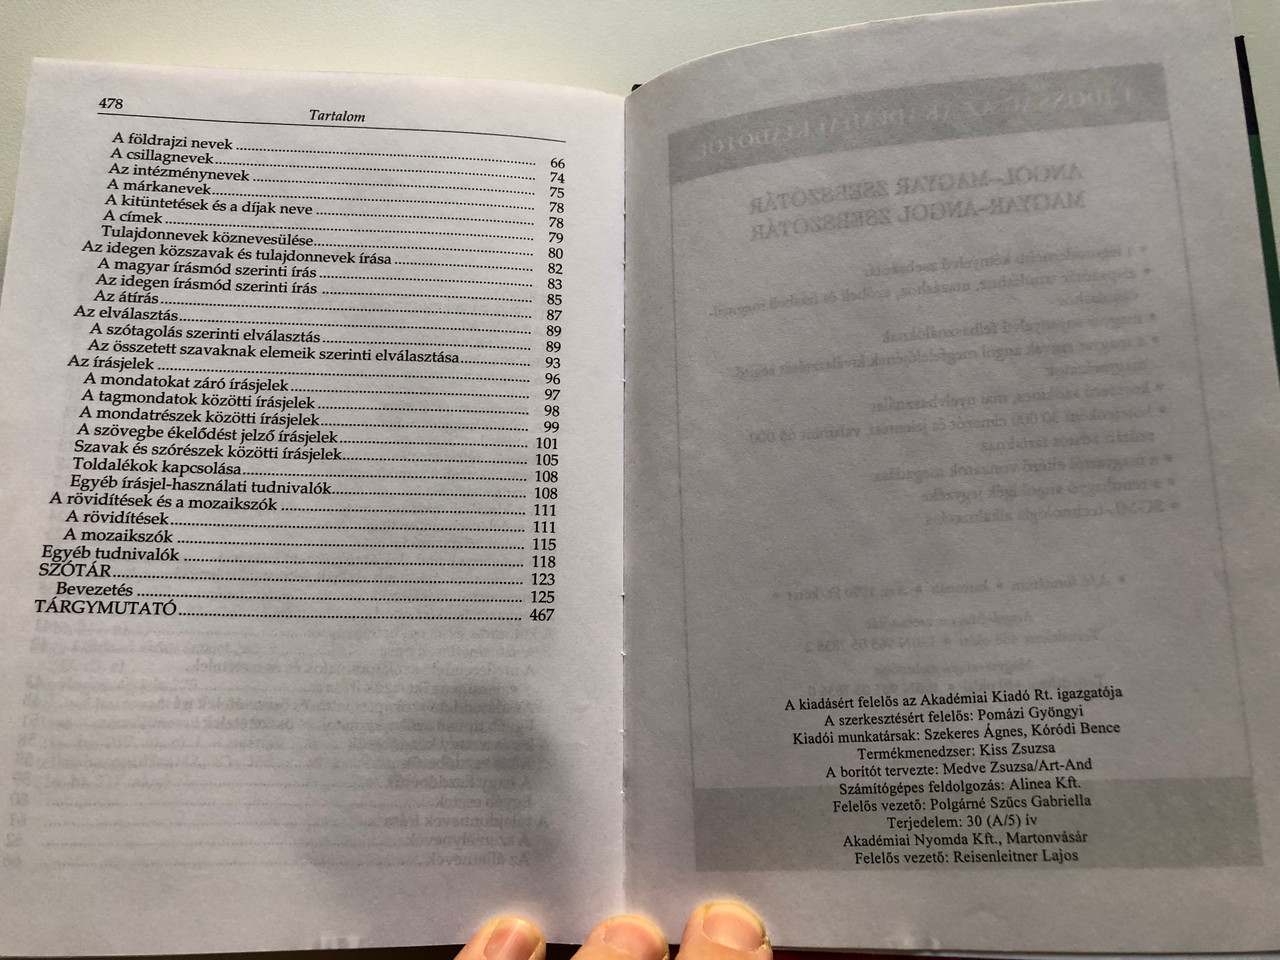 478
Tartalom
A földrajzi nevek ........ 66
A csillagnevek ........ 74
Az intézménynevek ........ 75
A márkanevek ........ 78
A kitüntetések és a díjak neve ........ 78
A címek ........ 79
Tulajdonnevek köznevesülése ........ 80
Az idegen közszavak és tulajdonnevek írása ........ 82
A magyar írásmód szerinti írás ........ 83
Az idegen írásmód szerinti írás ........ 85
Az átírás ........ 87
Az elválasztás ........ 89
A szótagolás szerinti elválasztás ........ 89
Az összetett szavaknak elemeik szerinti elválasztása ........ 93
Az írásjelek ........ 96
A mondatokat záró írásjelek ........ 97
A tagmondatok közötti írásjelek ........ 98
A mondatrészek közötti írásjelek ........ 99
A szövegbe ékelődést jelző írásjelek ........ 101
Szavak és szórészek közötti írásjelek ........ 105
Toldalékok kapcsolása ........ 108
Egyéb írásjel-használati tudnivalók ........ 108
A rövidítések és a mozaikszók ........ 111
A rövidítések ........ 111
A mozaikszók ........ 115
Egyéb tudnivalók ........ 118
SZÓTÁR ........ 123
Bevezetés ........ 125
TÁRGYMUTATÓ ........ 467
ANGOL–MAGYAR ZSEBSZÓTÁR
MAGYAR–ANGOL ZSEBSZÓTÁR
A kiadásért felelős az Akadémiai Kiadó Rt. igazgatója
A szerkesztésért felelős: Pomázi Gyöngyi
Kiadói munkatársak: Szekeres Ágnes, Kóródi Bence
Termékmenedzser: Kiss Zsuzsa
A borítót tervezte: Medve Zsuzsa/Art-And
Számítógépes feldolgozás: Alinea Kft.
Felelős vezető: Polgárné Szűcs Gabriella
Terjedelem: 30 (A/5) ív
Akadémiai Nyomda Kft., Martonvásár
Felelős vezető: Reisenleitner Lajos